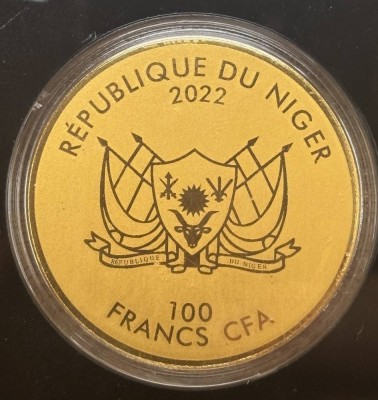 RÉPUBLIQUE DU NIGER
2022
RÉPUBLIQUE DU NIGER
100
FRANCS CFA